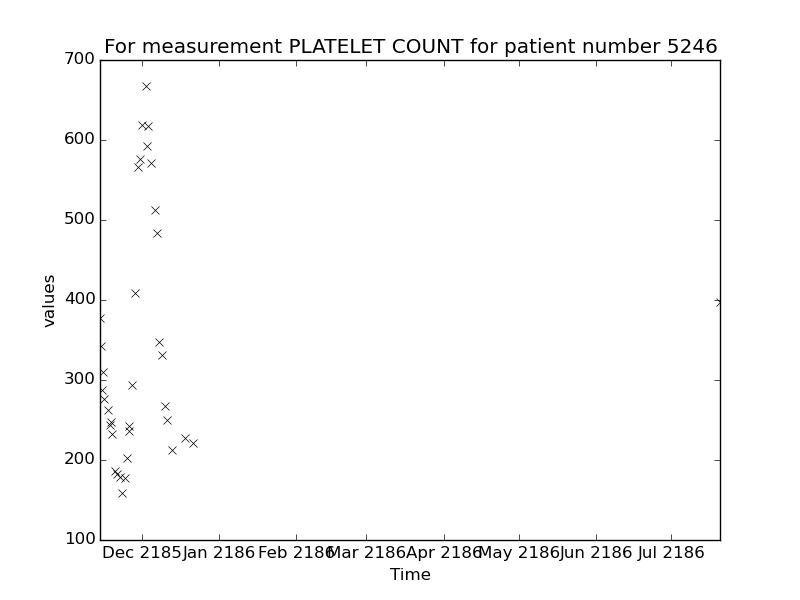 For measurement PLATELET COUNT for patient number 5246
700
600
500
400
300
200
100
values
Dec 2185 Jan 2186 Feb 2186 Mar 2186 Apr 2186 May 2186 Jun 2186 Jul 2186
Time